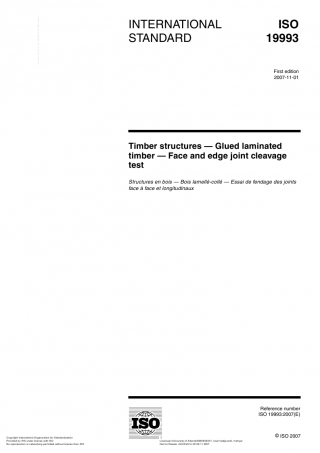 INTERNATIONAL
STANDARD
ISO
19993
First edition
2007-11-01
Timber structures — Glued laminated
timber — Face and edge joint cleavage
test
Structures en bois — Bois lamellé-collé — Essai de fendage des joints
face à face et longitudinaux
ISO
Reference number
ISO 19993:2007(E)
© ISO 2007